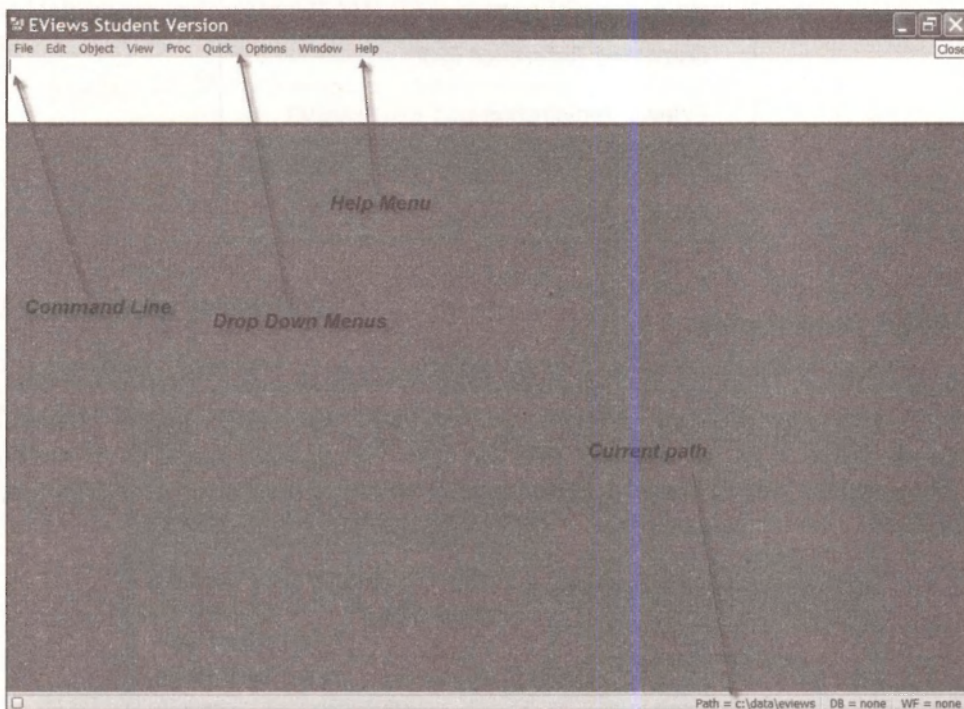 EViews Student Version
File Edit Object View Proc Quick Options Window Help
Close
Help Menu
Command Line
Drop Down Menus
Current path
Path = c:\data\eviews DB = none WF = none